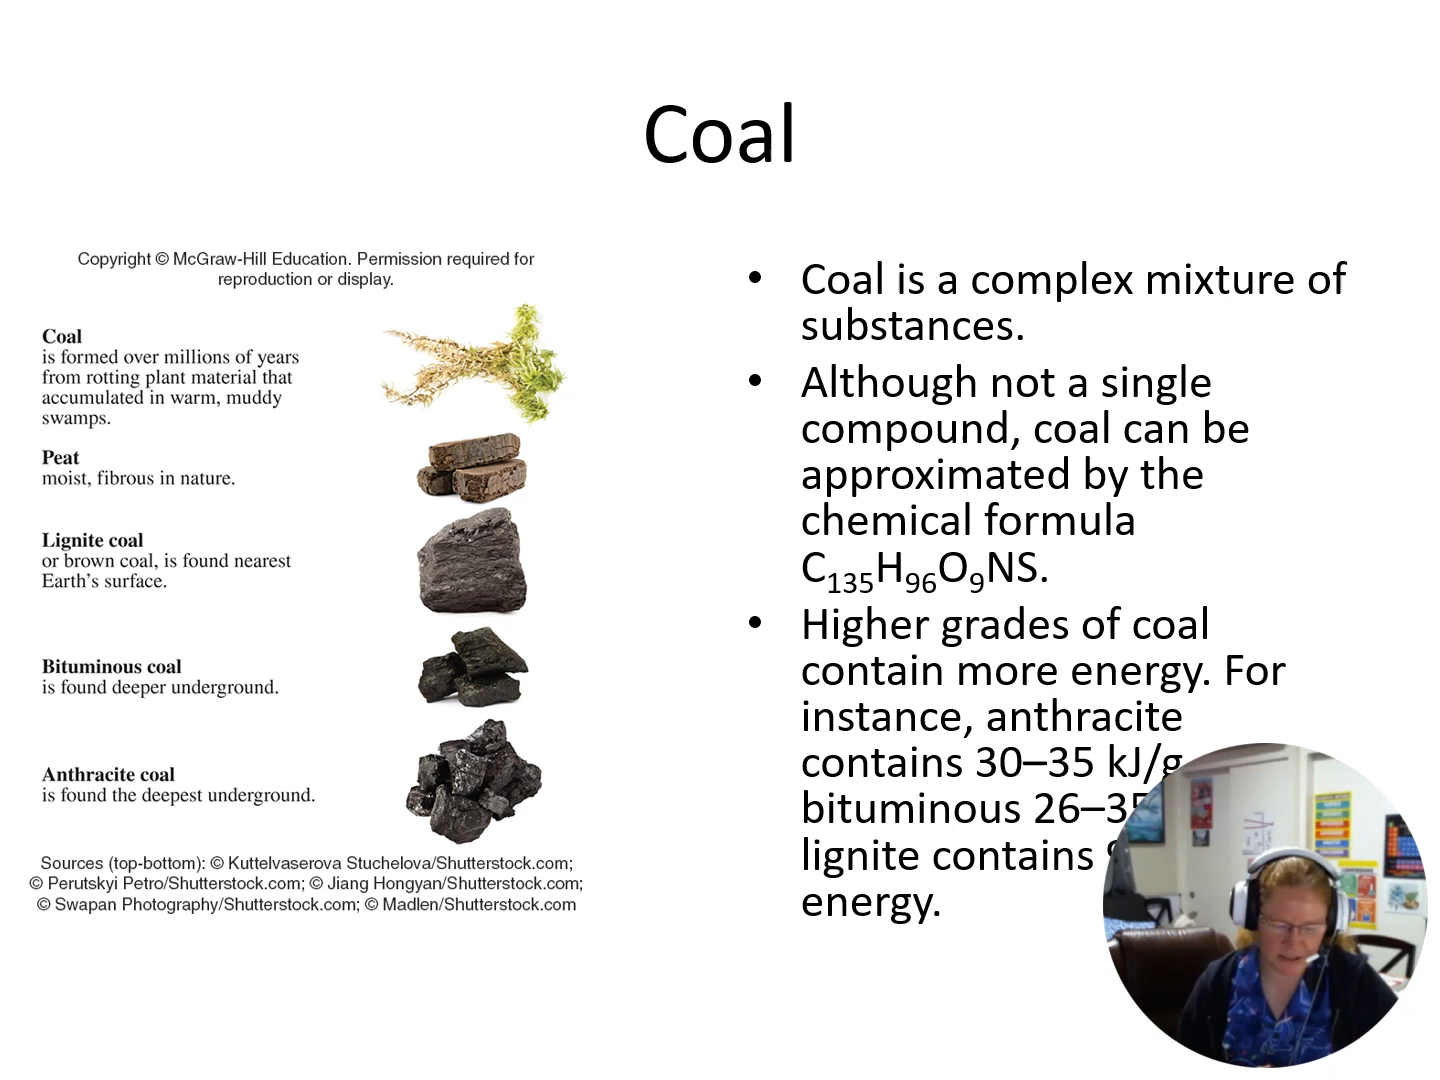 Coal
Copyright © McGraw-Hill Education. Permission required for
reproduction or display.
Coal
is formed over millions of years
from rotting plant material that
accumulated in warm, muddy
swamps.
Peat
moist, fibrous in nature.
Lignite coal
or brown coal, is found nearest
Earth's surface.
Bituminous coal
is found deeper underground.
Anthracite coal
is found the deepest underground.
Sources (top-bottom): © Kuttelvaserova Stuchelova/Shutterstock.com;
© Perutskyi Petro/Shutterstock.com; © Jiang Hongyan/Shutterstock.com;
© Swapan Photography/Shutterstock.com; © Madlen/Shutterstock.com
• Coal is a complex mixture of
substances.
• Although not a single
compound, coal can be
approximated by the
chemical formula
C₁₃₅H₉₆O₉NS.
• Higher grades of coal
contain more energy. For
instance, anthracite
contains 30–35 kJ/g
bituminous 26–35
lignite contains
energy.